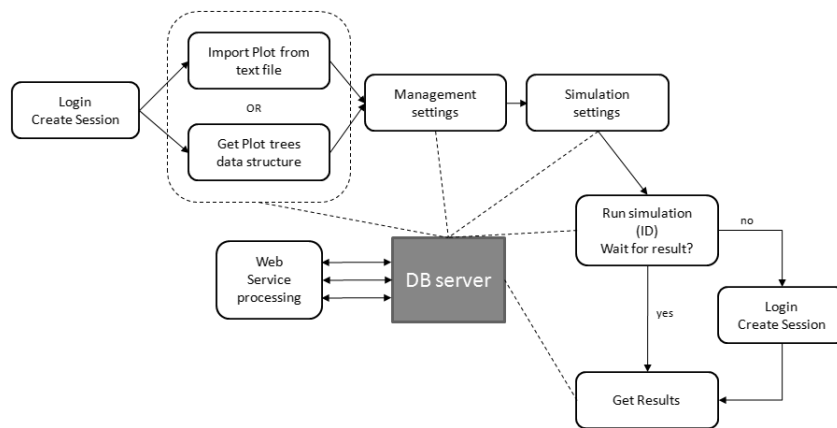 Import Plot from
text file
OR
Get Plot trees
data structure
Login
Create Session
Management
settings
Simulation
settings
Run simulation
(ID)
Wait for result?
no
yes
Web
Service
processing
DB server
Login
Create Session
Get Results